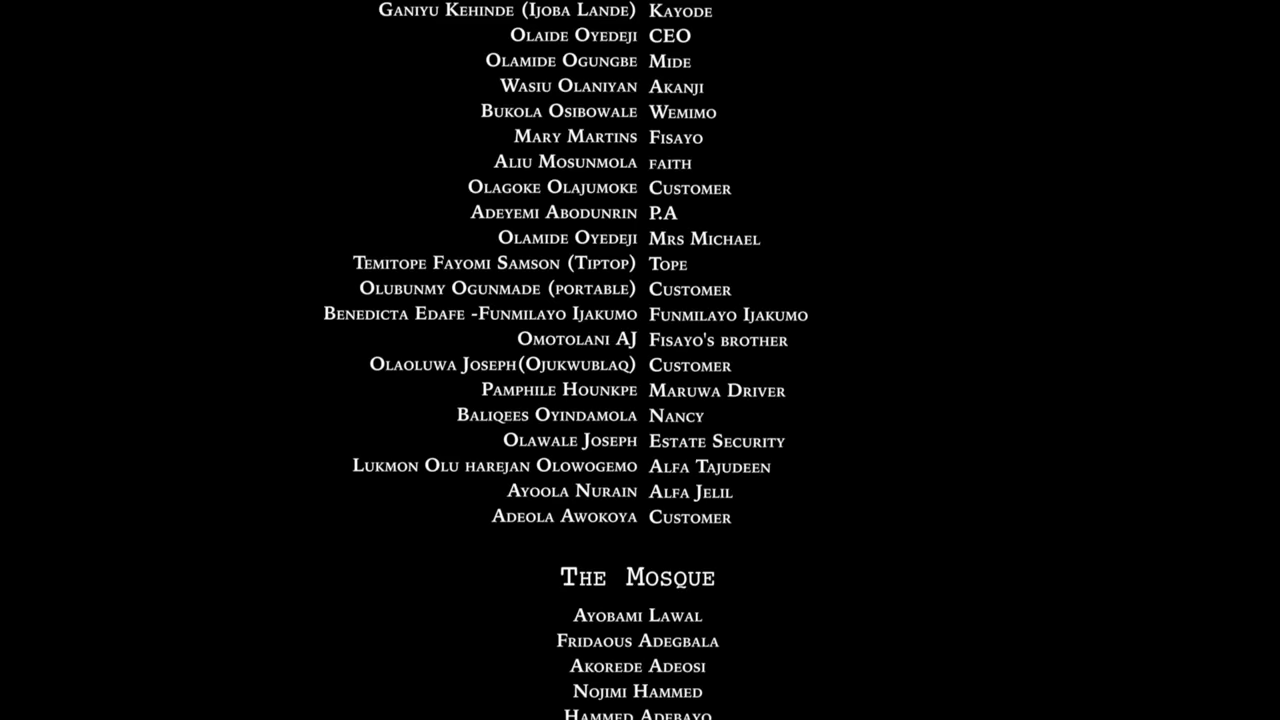 Ganiyu Kehinde (Ijoba Lande) Kayode
Olaide Oyedeji CEO
Olamide Ogungbe Mide
Wasiu Olaniyan Akanji
Bukola Osibowale Wemimo
Mary Martins Fisayo
Aliu Mosunmola faith
Olagoke Olajumoke Customer
Adeyemi Abodunrin P.A
Olamide Oyedeji Mrs Michael
Temitope Fayomi Samson (Tiptop) Tope
Olubunmy Ogunmade (portable) Customer
Benedicta Edafe -Funmilayo Ijakumo Funmilayo Ijakumo
Omotolani AJ Fisayo's brother
Olaoluwa Joseph(Ojukwublaq) Customer
Pamphile Hounkpe Maruwa Driver
Baliqees Oyindamola Nancy
Olawale Joseph Estate Security
Lukmon Olu harejan Olowogemo Alfa Tajudeen
Ayoola Nurain Alfa Jelil
Adeola Awokoya Customer
The Mosque
Ayobami Lawal
Fridaous Adegbala
Akorede Adeosi
Nojimi Hammed
Hammed Adebayo